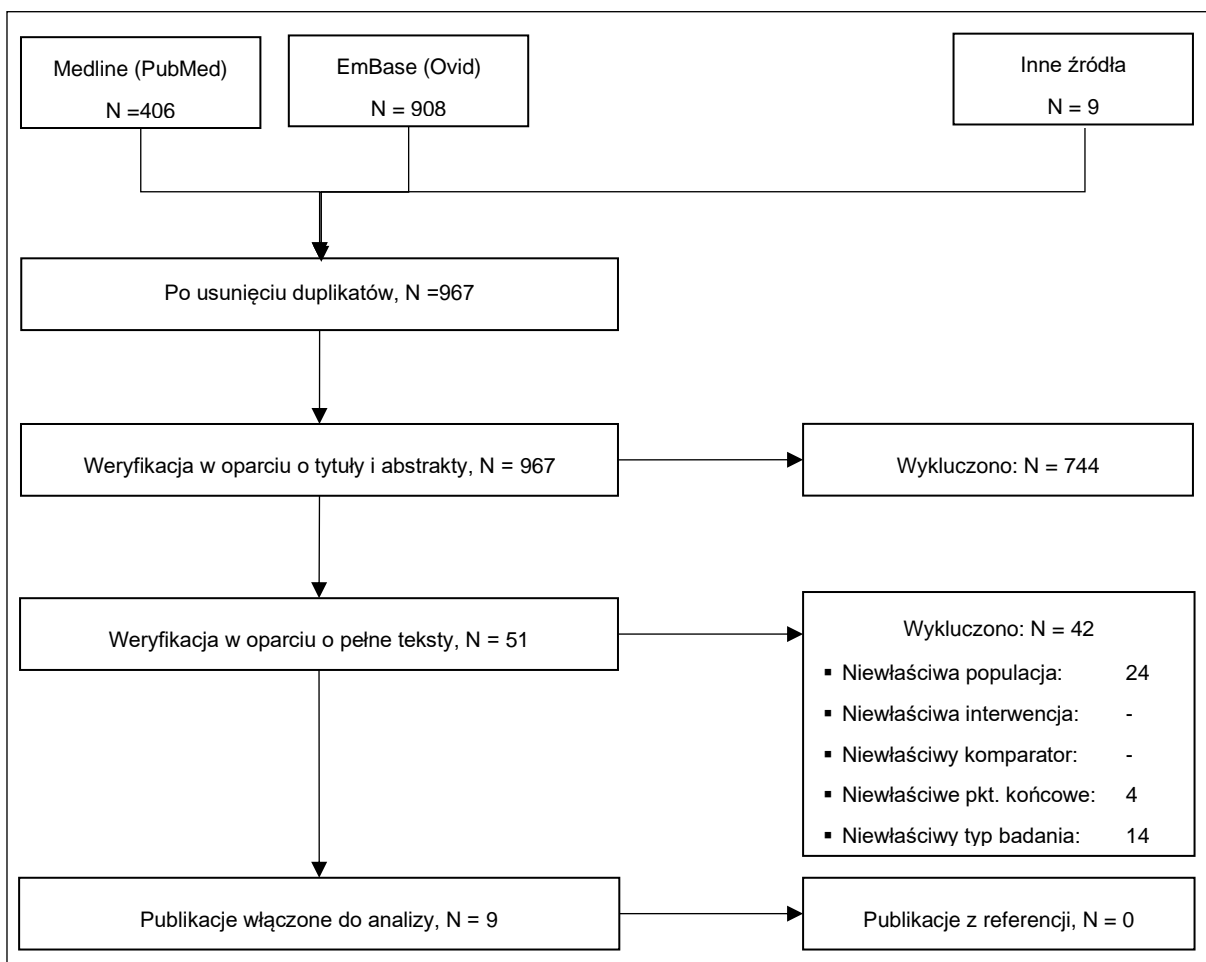 Medline (PubMed)
N =406
EmBase (Ovid)
N = 908
Inne źródła
N = 9
Po usunięciu duplikatów, N =967
Weryfikacja w oparciu o tytuły i abstrakty, N = 967
Wykluczono: N = 744
Weryfikacja w oparciu o pełne teksty, N = 51
Wykluczono: N = 42
▪ Niewłaściwa populacja: 24
▪ Niewłaściwa interwencja: -
▪ Niewłaściwy komparator: -
▪ Niewłaściwe pkt. końcowe: 4
▪ Niewłaściwy typ badania: 14
Publikacje włączone do analizy, N = 9
Publikacje z referencji, N = 0